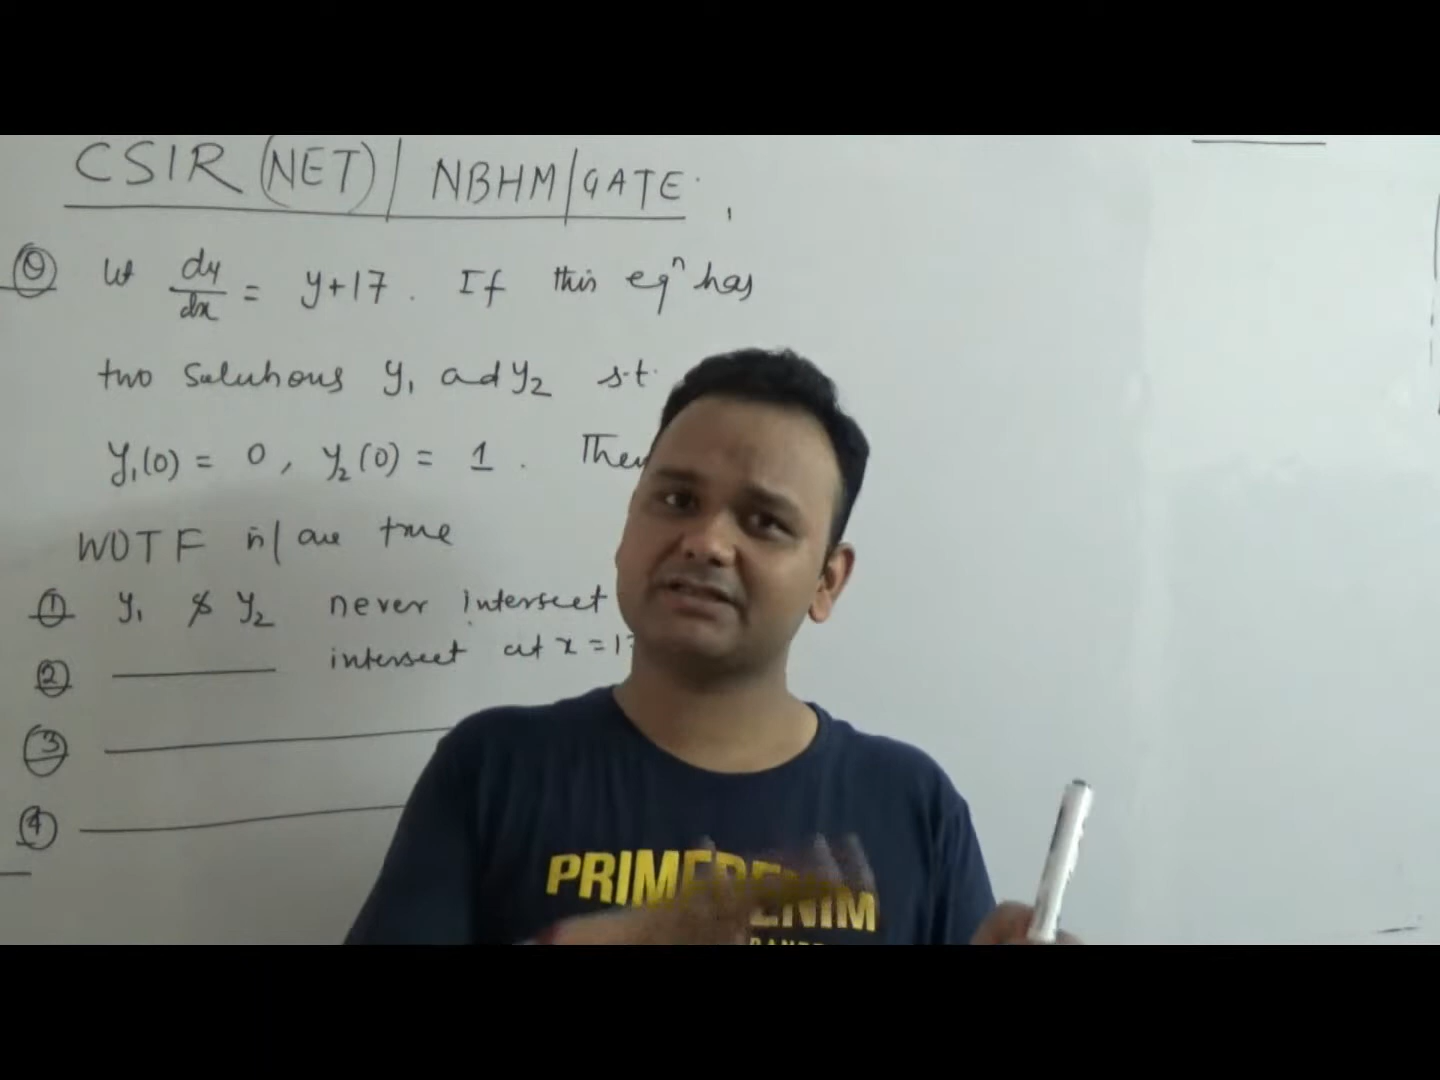 CSIR (NET) / NBHM / GATE
Q Let dy/dx = y+17. If this eqn has
two solutions y1 and y2 s.t.
y1(0) = 0, y2(0) = 1. Then
WOTF is/are true
1 y1 & y2 never intersect
2 intersect at x = 17
3
4
PRIMEDENIM